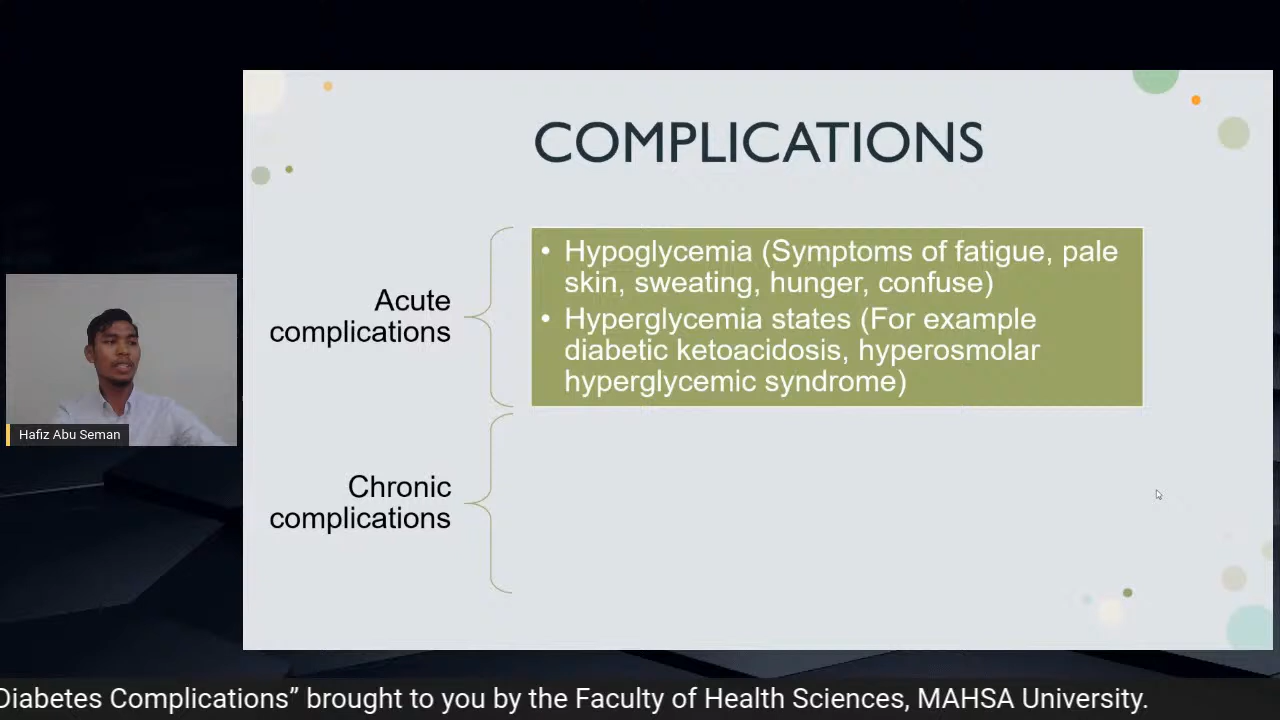 COMPLICATIONS
Acute
complications
• Hypoglycemia (Symptoms of fatigue, pale
skin, sweating, hunger, confuse)
• Hyperglycemia states (For example
diabetic ketoacidosis, hyperosmolar
hyperglycemic syndrome)
Chronic
complications
Hafiz Abu Seman
Diabetes Complications” brought to you by the Faculty of Health Sciences, MAHSA University.